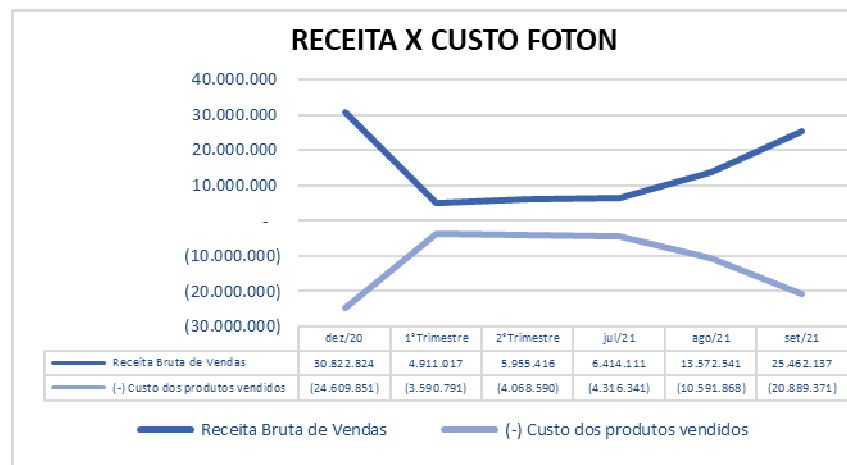 RECEITA X CUSTO FOTON
40.000.000
30.000.000
20.000.000
10.000.000
-
(10.000.000)
(20.000.000)
(30.000.000)
dez/20 1ºTrimestre 2ºTrimestre jul/21 ago/21 set/21
Receita Bruta de Vendas 30.822.824 4.911.017 5.955.416 6.414.111 13.572.541 25.462.137
(-) Custo dos produtos vendidos (24.609.851) (3.590.791) (4.068.590) (4.316.341) (10.591.868) (20.889.371)
Receita Bruta de Vendas (-) Custo dos produtos vendidos